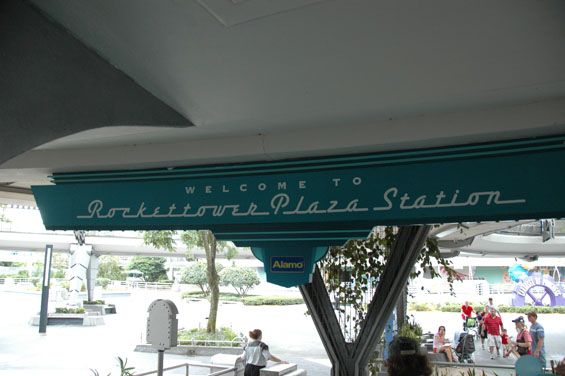 WELCOME TO
Rockettower Plaza Station
Alamo